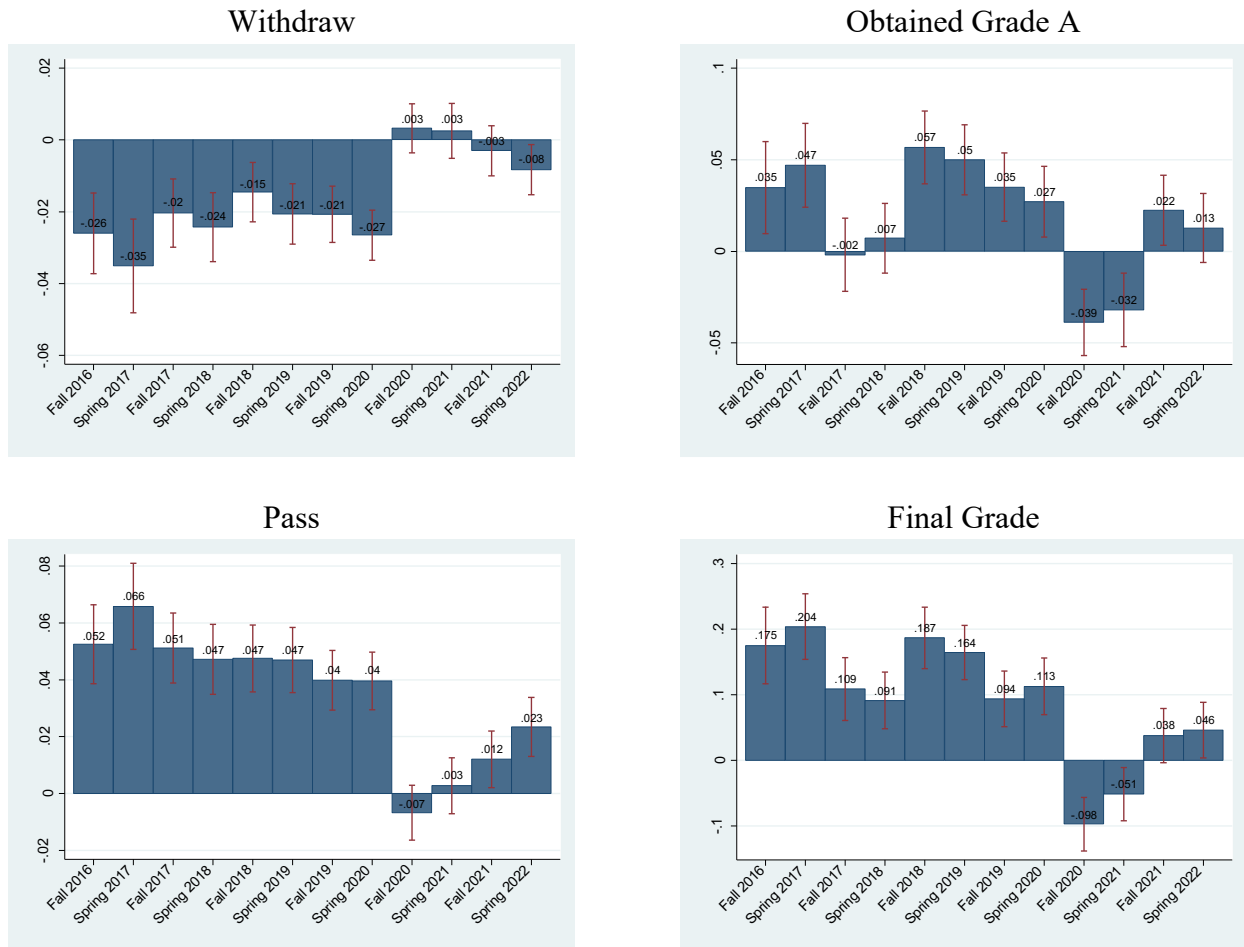 Withdraw
.02
0
-.02
-.04
-.06
-.026
-.035
-.02
-.024
-.015
-.021
-.021
-.027
.003
.003
-.003
-.008
Fall 2016
Spring 2017
Fall 2017
Spring 2018
Fall 2018
Spring 2019
Fall 2019
Spring 2020
Fall 2020
Spring 2021
Fall 2021
Spring 2022
Obtained Grade A
.1
.05
0
-.05
.035
.047
-.002
.007
.057
.05
.035
.027
-.039
-.032
.022
.013
Fall 2016
Spring 2017
Fall 2017
Spring 2018
Fall 2018
Spring 2019
Fall 2019
Spring 2020
Fall 2020
Spring 2021
Fall 2021
Spring 2022
Pass
.08
.06
.04
.02
0
-.02
.052
.066
.051
.047
.047
.047
.04
.04
-.007
.003
.012
.023
Fall 2016
Spring 2017
Fall 2017
Spring 2018
Fall 2018
Spring 2019
Fall 2019
Spring 2020
Fall 2020
Spring 2021
Fall 2021
Spring 2022
Final Grade
.3
.2
.1
0
-.1
.175
.204
.109
.091
.187
.164
.094
.113
-.098
-.051
.038
.046
Fall 2016
Spring 2017
Fall 2017
Spring 2018
Fall 2018
Spring 2019
Fall 2019
Spring 2020
Fall 2020
Spring 2021
Fall 2021
Spring 2022